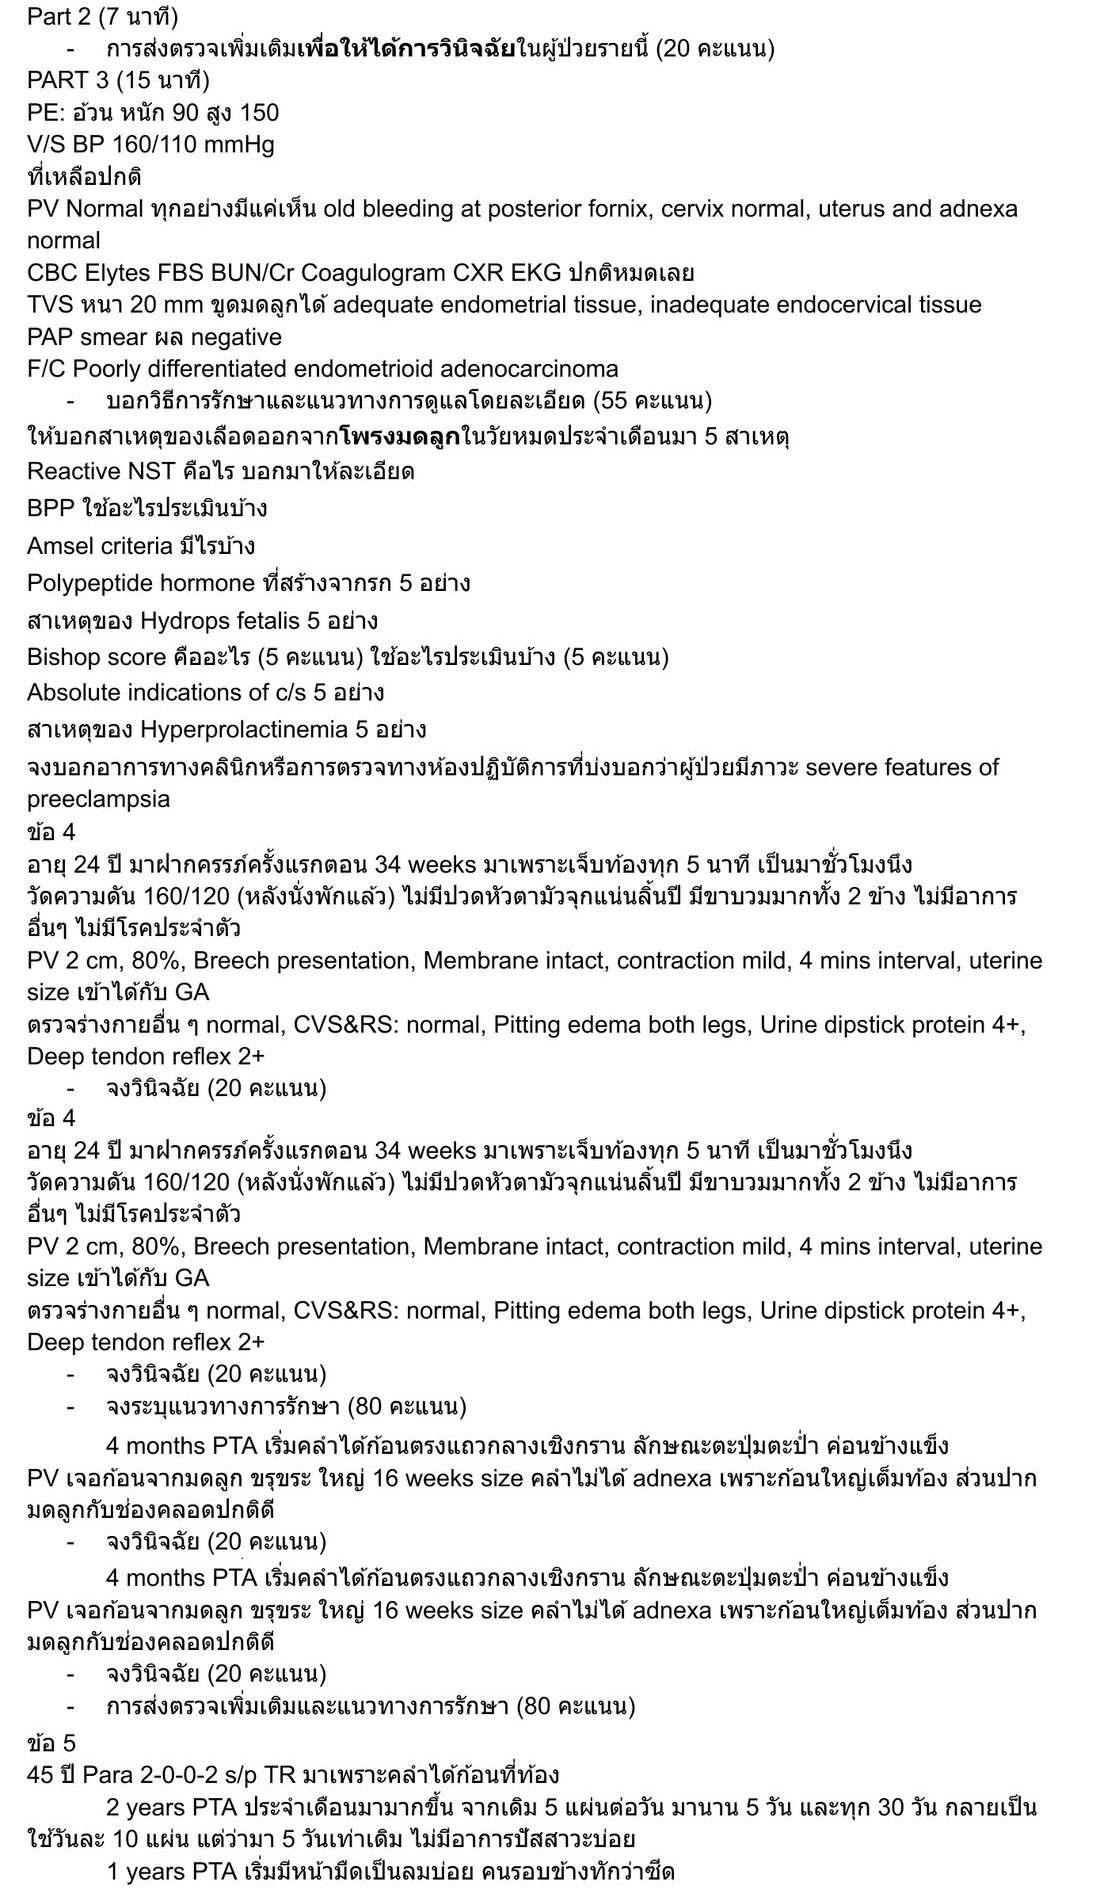 Part 2 (7 นาที)
- การส่งตรวจเพิ่มเติมเพื่อให้ได้การวินิจฉัยในผู้ป่วยรายนี้ (20 คะแนน)
PART 3 (15 นาที)
PE: อ้วน หนัก 90 สูง 150
V/S BP 160/110 mmHg
ที่เหลือปกติ
PV Normal ทุกอย่างมีแค่เห็น old bleeding at posterior fornix, cervix normal, uterus and adnexa
normal
CBC Elytes FBS BUN/Cr Coagulogram CXR EKG ปกติหมดเลย
TVS หนา 20 mm ขูดมดลูกได้ adequate endometrial tissue, inadequate endocervical tissue
PAP smear ผล negative
F/C Poorly differentiated endometrioid adenocarcinoma
- บอกวิธีการรักษาและแนวทางการดูแลโดยละเอียด (55 คะแนน)
ให้บอกสาเหตุของเลือดออกจากโพรงมดลูกในวัยหมดประจำเดือนมา 5 สาเหตุ
Reactive NST คือไร บอกมาให้ละเอียด
BPP ใช้อะไรประเมินบ้าง
Amsel criteria มีไรบ้าง
Polypeptide hormone ที่สร้างจากรก 5 อย่าง
สาเหตุของ Hydrops fetalis 5 อย่าง
Bishop score คืออะไร (5 คะแนน) ใช้อะไรประเมินบ้าง (5 คะแนน)
Absolute indications of c/s 5 อย่าง
สาเหตุของ Hyperprolactinemia 5 อย่าง
จงบอกอาการทางคลินิกหรือการตรวจทางห้องปฏิบัติการที่บ่งบอกว่าผู้ป่วยมีภาวะ severe features of
preeclampsia
ข้อ 4
อายุ 24 ปี มาฝากครรภ์ครั้งแรกตอน 34 weeks มาเพราะเจ็บท้องทุก 5 นาที เป็นมาชั่วโมงนึง
วัดความดัน 160/120 (หลังนั่งพักแล้ว) ไม่มีปวดหัวตามัวจุกแน่นลิ้นปี่ มีขาบวมมากทั้ง 2 ข้าง ไม่มีอาการ
อื่นๆ ไม่มีโรคประจำตัว
PV 2 cm, 80%, Breech presentation, Membrane intact, contraction mild, 4 mins interval, uterine
size เข้าได้กับ GA
ตรวจร่างกายอื่น ๆ normal, CVS&RS: normal, Pitting edema both legs, Urine dipstick protein 4+,
Deep tendon reflex 2+
- จงวินิจฉัย (20 คะแนน)
ข้อ 4
อายุ 24 ปี มาฝากครรภ์ครั้งแรกตอน 34 weeks มาเพราะเจ็บท้องทุก 5 นาที เป็นมาชั่วโมงนึง
วัดความดัน 160/120 (หลังนั่งพักแล้ว) ไม่มีปวดหัวตามัวจุกแน่นลิ้นปี่ มีขาบวมมากทั้ง 2 ข้าง ไม่มีอาการ
อื่นๆ ไม่มีโรคประจำตัว
PV 2 cm, 80%, Breech presentation, Membrane intact, contraction mild, 4 mins interval, uterine
size เข้าได้กับ GA
ตรวจร่างกายอื่น ๆ normal, CVS&RS: normal, Pitting edema both legs, Urine dipstick protein 4+,
Deep tendon reflex 2+
- จงวินิจฉัย (20 คะแนน)
- จงระบุแนวทางการรักษา (80 คะแนน)
4 months PTA เริ่มคลำได้ก้อนตรงแถวกลางเชิงกราน ลักษณะตะปุ่มตะป่ำ ค่อนข้างแข็ง
PV เจอก้อนจากมดลูก ขรุขระ ใหญ่ 16 weeks size คลำไม่ได้ adnexa เพราะก้อนใหญ่เต็มท้อง ส่วนปาก
มดลูกกับช่องคลอดปกติดี
- จงวินิจฉัย (20 คะแนน)
4 months PTA เริ่มคลำได้ก้อนตรงแถวกลางเชิงกราน ลักษณะตะปุ่มตะป่ำ ค่อนข้างแข็ง
PV เจอก้อนจากมดลูก ขรุขระ ใหญ่ 16 weeks size คลำไม่ได้ adnexa เพราะก้อนใหญ่เต็มท้อง ส่วนปาก
มดลูกกับช่องคลอดปกติดี
- จงวินิจฉัย (20 คะแนน)
- การส่งตรวจเพิ่มเติมและแนวทางการรักษา (80 คะแนน)
ข้อ 5
45 ปี Para 2-0-0-2 s/p TR มาเพราะคลำได้ก้อนที่ท้อง
2 years PTA ประจำเดือนมามากขึ้น จากเดิม 5 แผ่นต่อวัน มานาน 5 วัน และทุก 30 วัน กลายเป็น
ใช้วันละ 10 แผ่น แต่ว่ามา 5 วันเท่าเดิม ไม่มีอาการปัสสาวะบ่อย
1 years PTA เริ่มมีหน้ามืดเป็นลมบ่อย คนรอบข้างทักว่าซีด